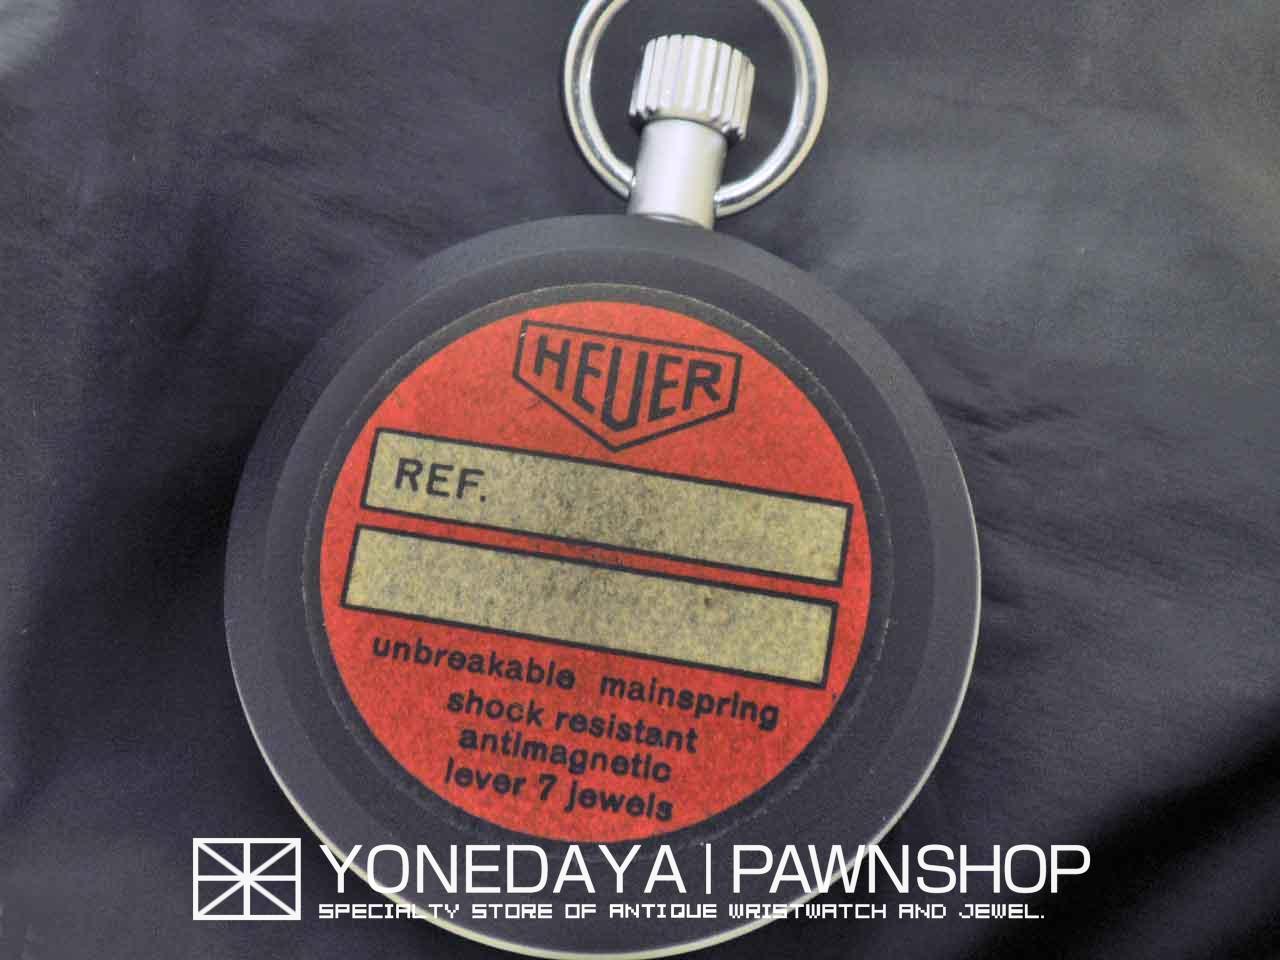 HEUER
REF.
unbreakable mainspring
shock resistant
antimagnetic
lever 7 jewels
YONEDAYA | PAWNSHOP
SPECIALTY STORE OF ANTIQUE WRISTWATCH AND JEWEL.